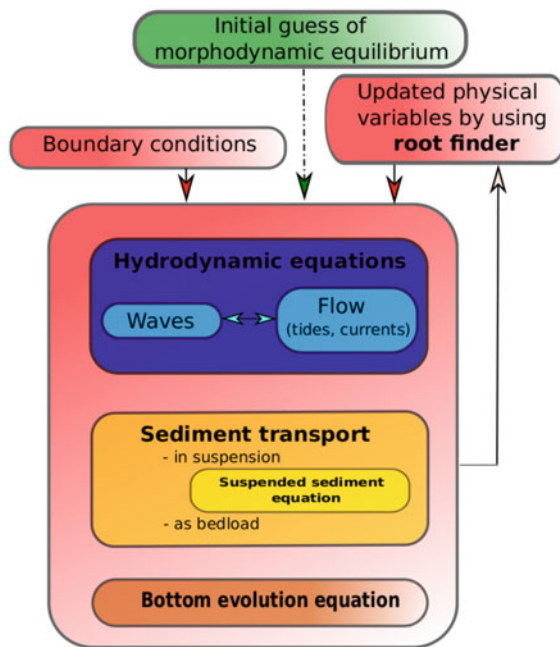 Initial guess of
morphodynamic equilibrium
Updated physical
variables by using
root finder
Boundary conditions
Hydrodynamic equations
Waves
Flow
(tides, currents)
Sediment transport
- in suspension
Suspended sediment
equation
- as bedload
Bottom evolution equation